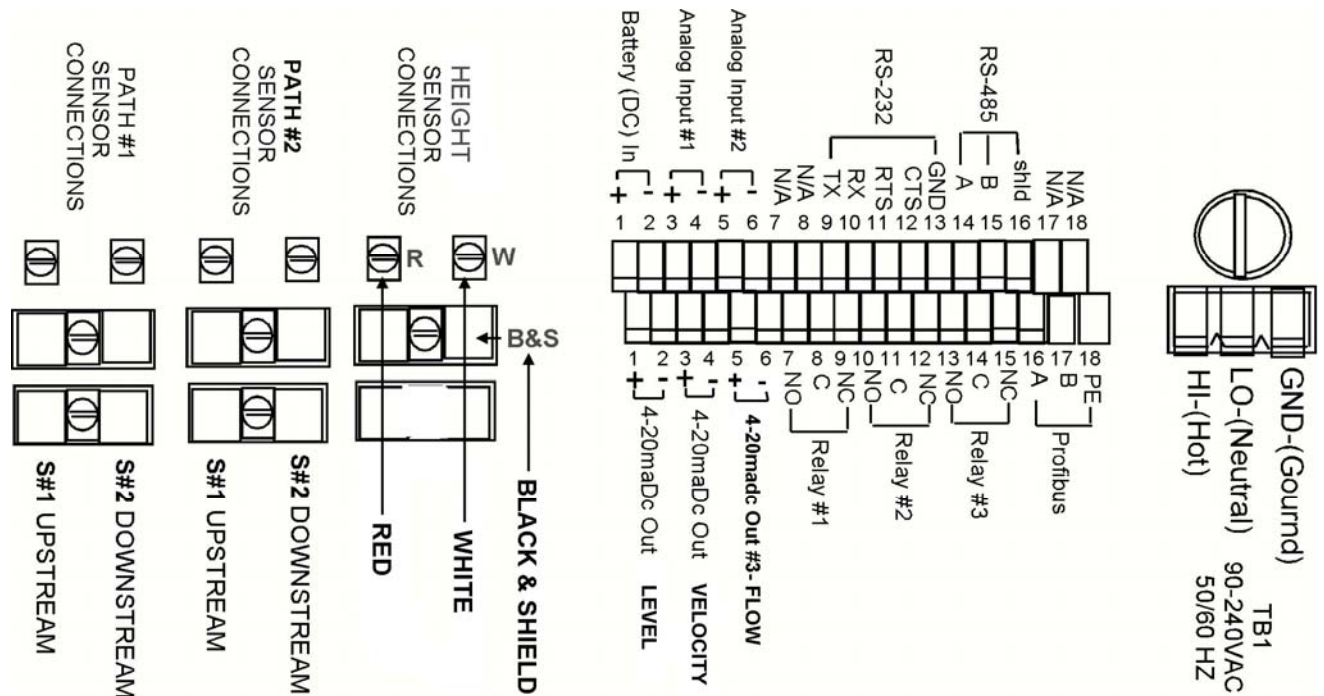 PATH #1
SENSOR
CONNECTIONS
PATH #2
SENSOR
CONNECTIONS
HEIGHT
SENSOR
CONNECTIONS
R
W
B&S
S#1 UPSTREAM
S#2 DOWNSTREAM
S#1 UPSTREAM
S#2 DOWNSTREAM
RED
WHITE
BLACK & SHIELD
Battery (DC) In
Analog Input #1
Analog Input #2
RS-232
RS-485
+
-
+
-
+
-
N/A
N/A
TX
RX
RTS
CTS
GND
A
B
shld
N/A
N/A
1 2 3 4 5 6 7 8 9 10 11 12 13 14 15 16 17 18
1 2 3 4 5 6 7 8 9 10 11 12 13 14 15 16 17 18
+
-
+
-
+
-
NO
C
NC
NO
C
NC
NO
C
NC
A
B
PE
4-20maDc Out LEVEL
4-20maDc Out VELOCITY
4-20madc Out #3- FLOW
Relay #1
Relay #2
Relay #3
Profibus
HI-(Hot)
LO-(Neutral)
GND-(Gournd)
TB1
90-240VAC
50/60 HZ